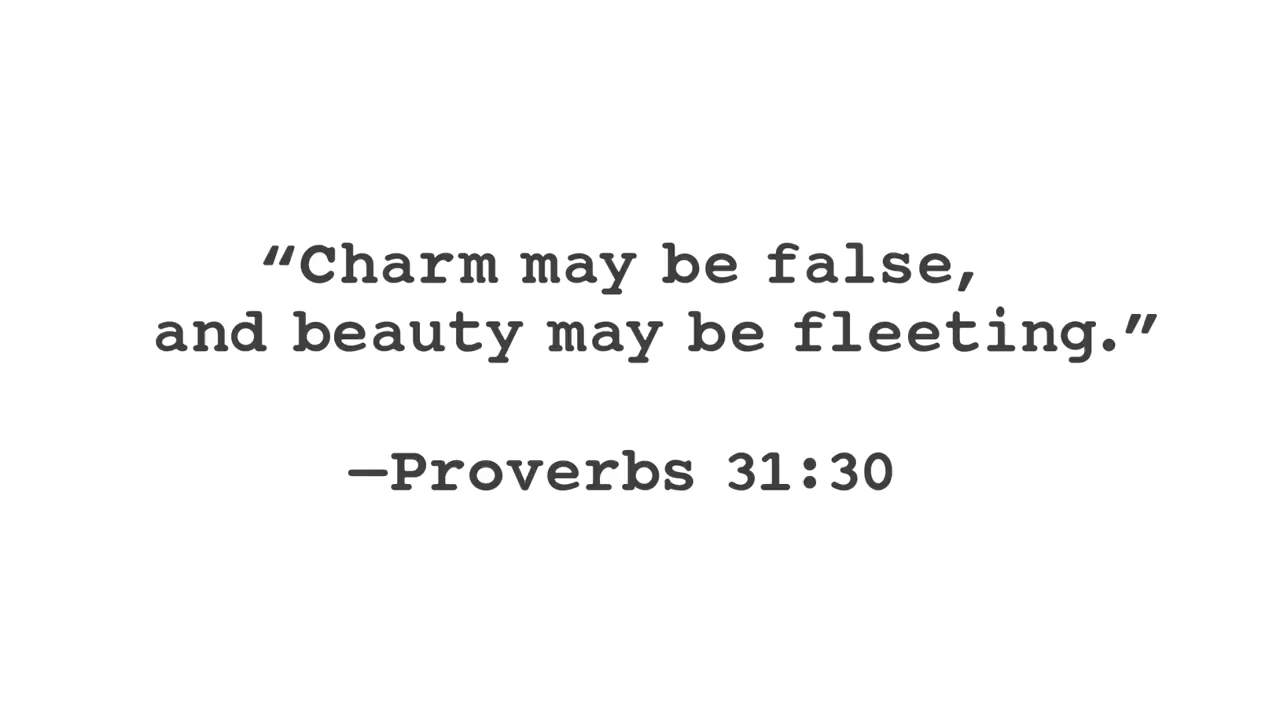 “Charm may be false,
and beauty may be fleeting.”
—Proverbs 31:30